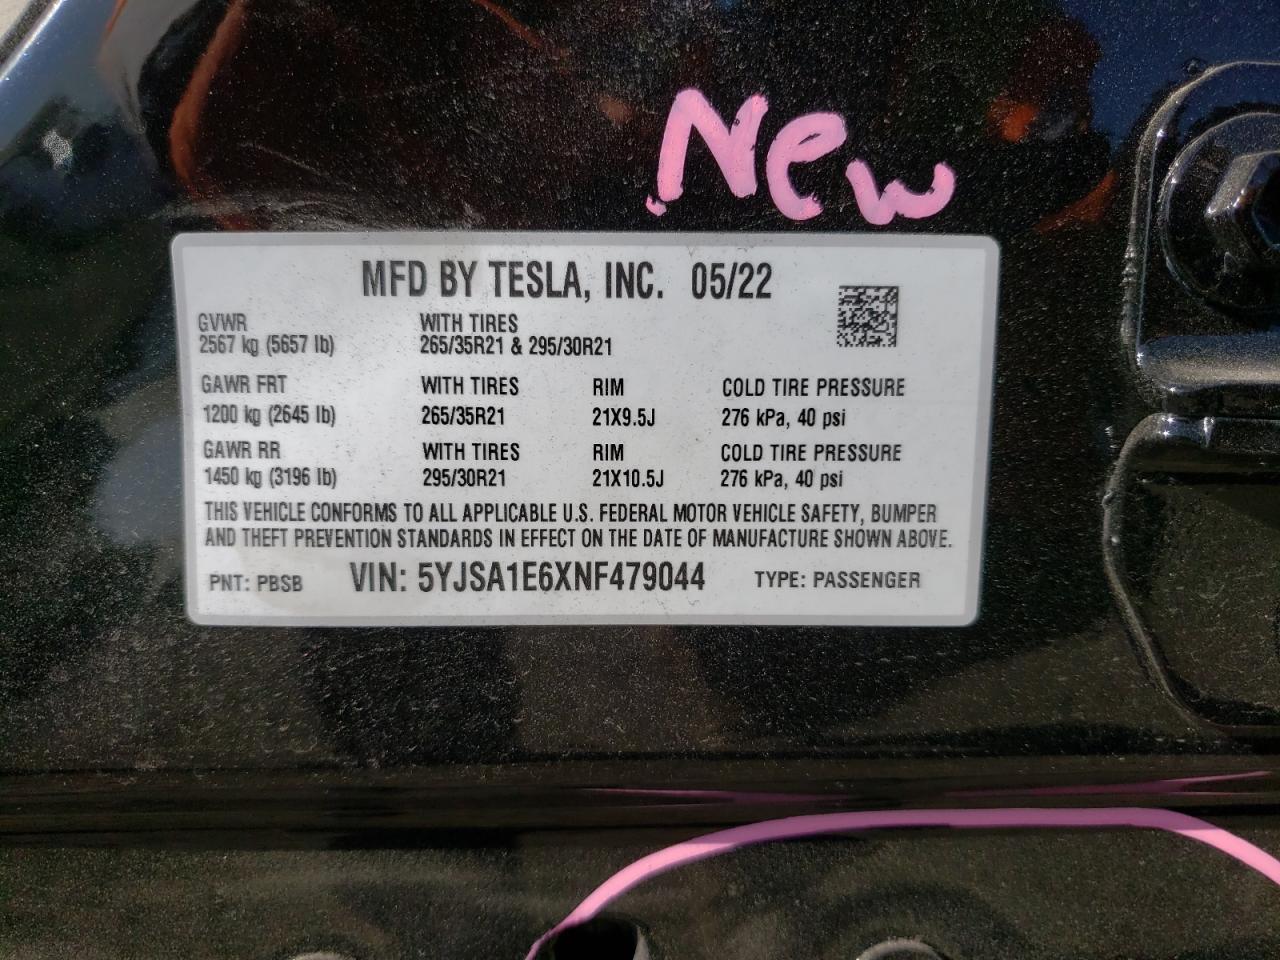 New
MFD BY TESLA, INC. 05/22
GVWR WITH TIRES
2567 kg (5657 lb) 265/35R21 & 295/30R21
GAWR FRT WITH TIRES RIM COLD TIRE PRESSURE
1200 kg (2645 lb) 265/35R21 21X9.5J 276 kPa, 40 psi
GAWR RR WITH TIRES RIM COLD TIRE PRESSURE
1450 kg (3196 lb) 295/30R21 21X10.5J 276 kPa, 40 psi
THIS VEHICLE CONFORMS TO ALL APPLICABLE U.S. FEDERAL MOTOR VEHICLE SAFETY, BUMPER
AND THEFT PREVENTION STANDARDS IN EFFECT ON THE DATE OF MANUFACTURE SHOWN ABOVE.
PNT: PBSB VIN: 5YJSA1E6XNF479044 TYPE: PASSENGER